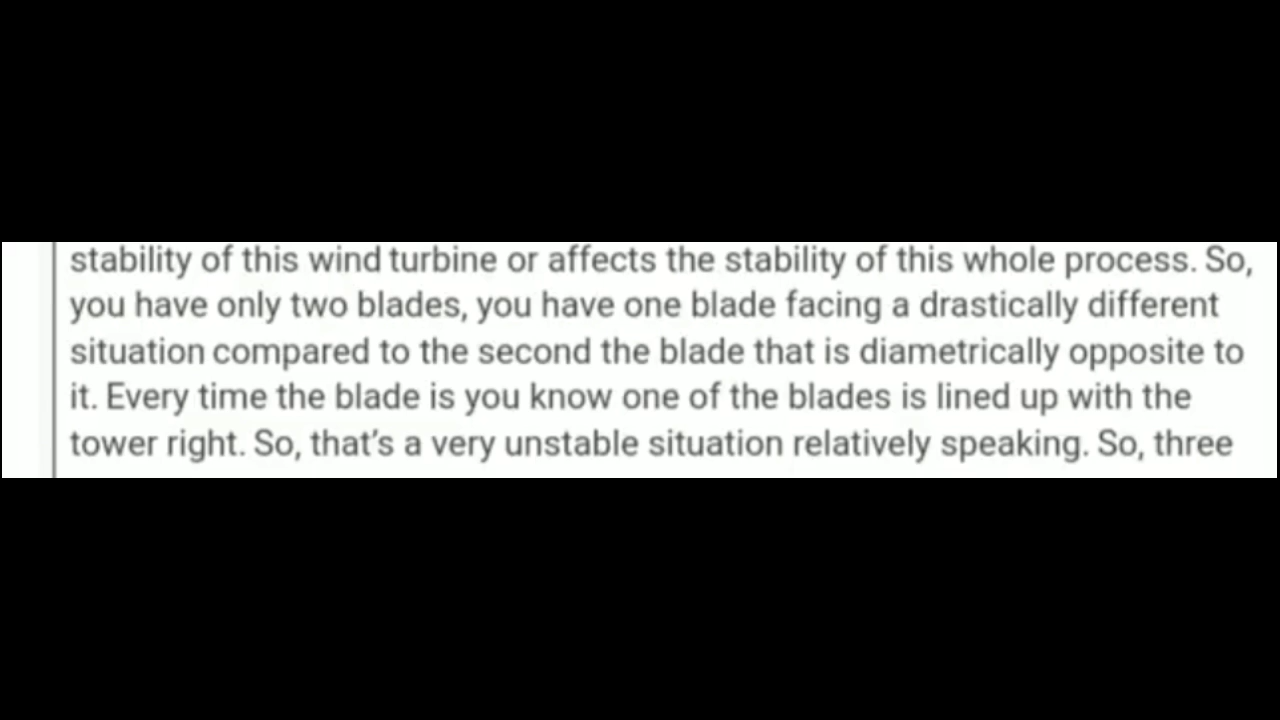 stability of this wind turbine or affects the stability of this whole process. So,
you have only two blades, you have one blade facing a drastically different
situation compared to the second the blade that is diametrically opposite to
it. Every time the blade is you know one of the blades is lined up with the
tower right. So, that's a very unstable situation relatively speaking. So, three